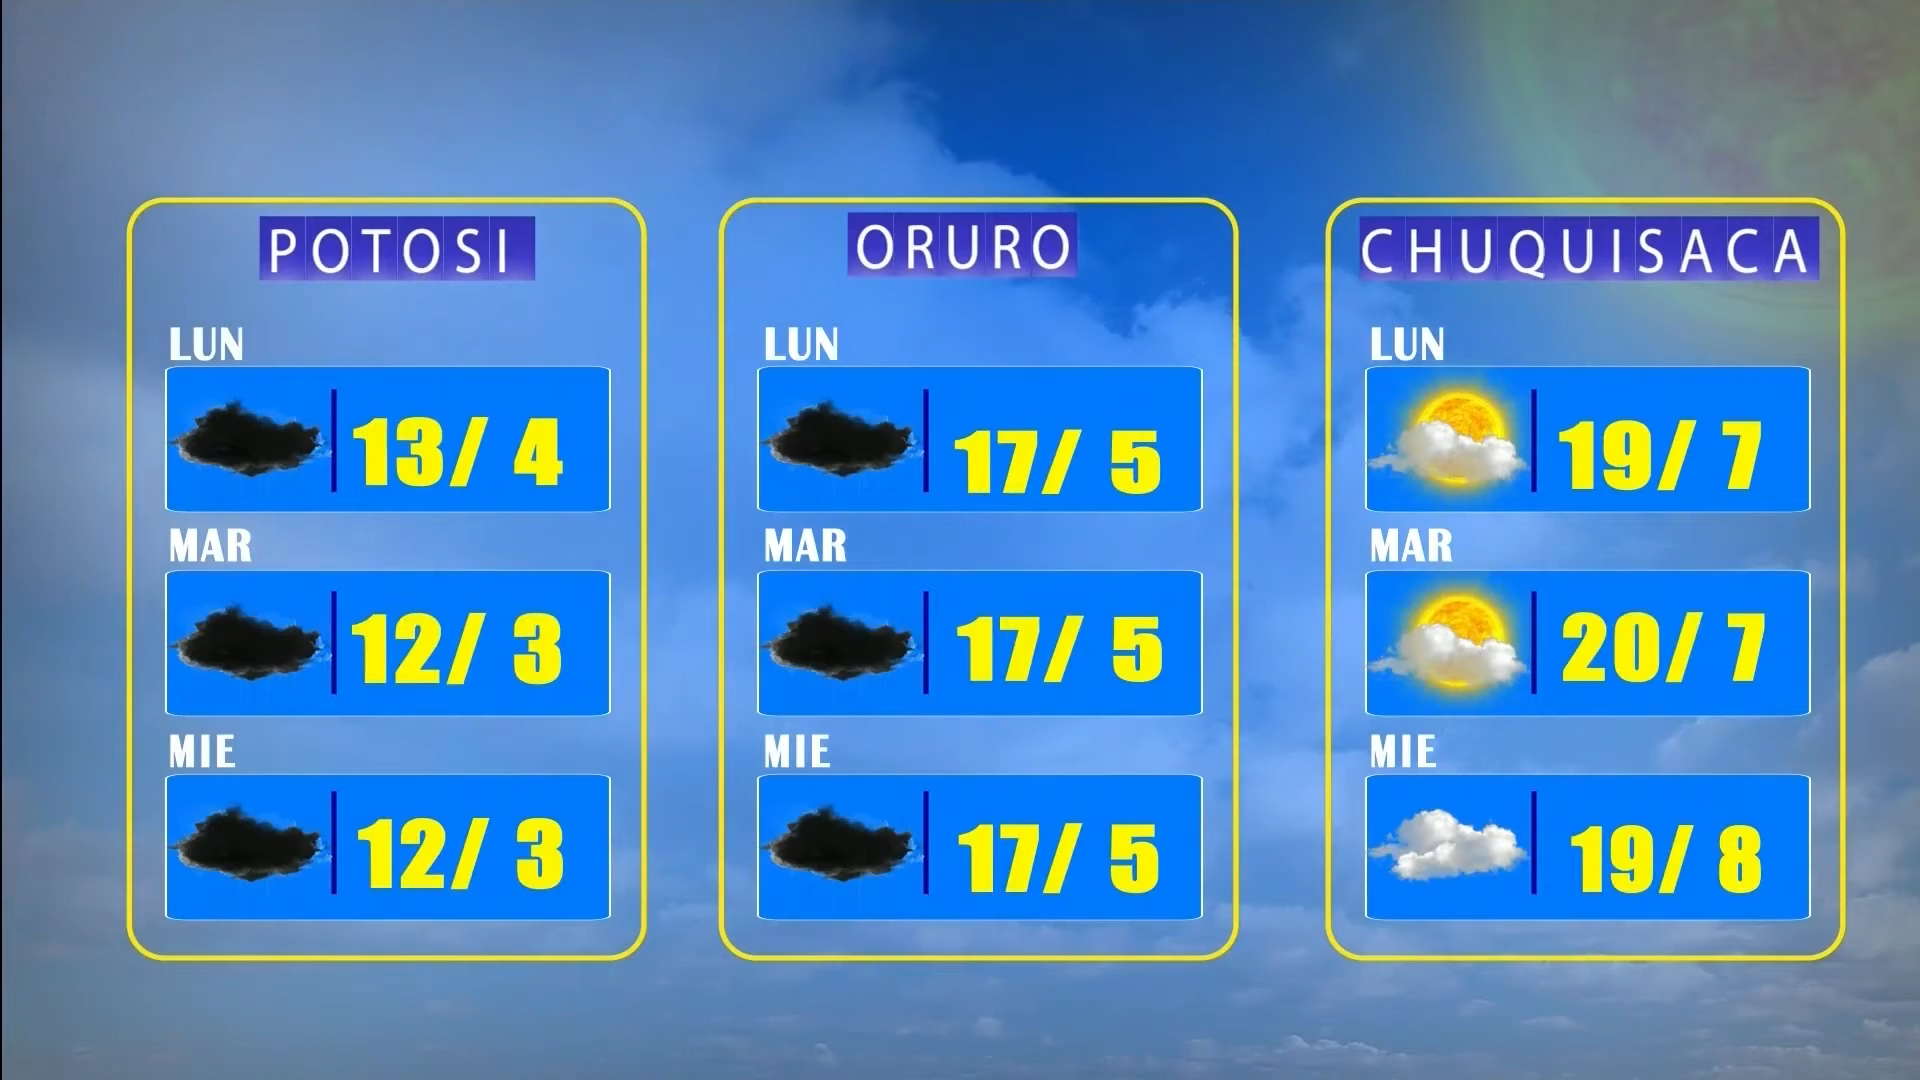 POTOSI
LUN
13/ 4
MAR
12/ 3
MIE
12/ 3
ORURO
LUN
17/ 5
MAR
17/ 5
MIE
17/ 5
CHUQUISACA
LUN
19/ 7
MAR
20/ 7
MIE
19/ 8